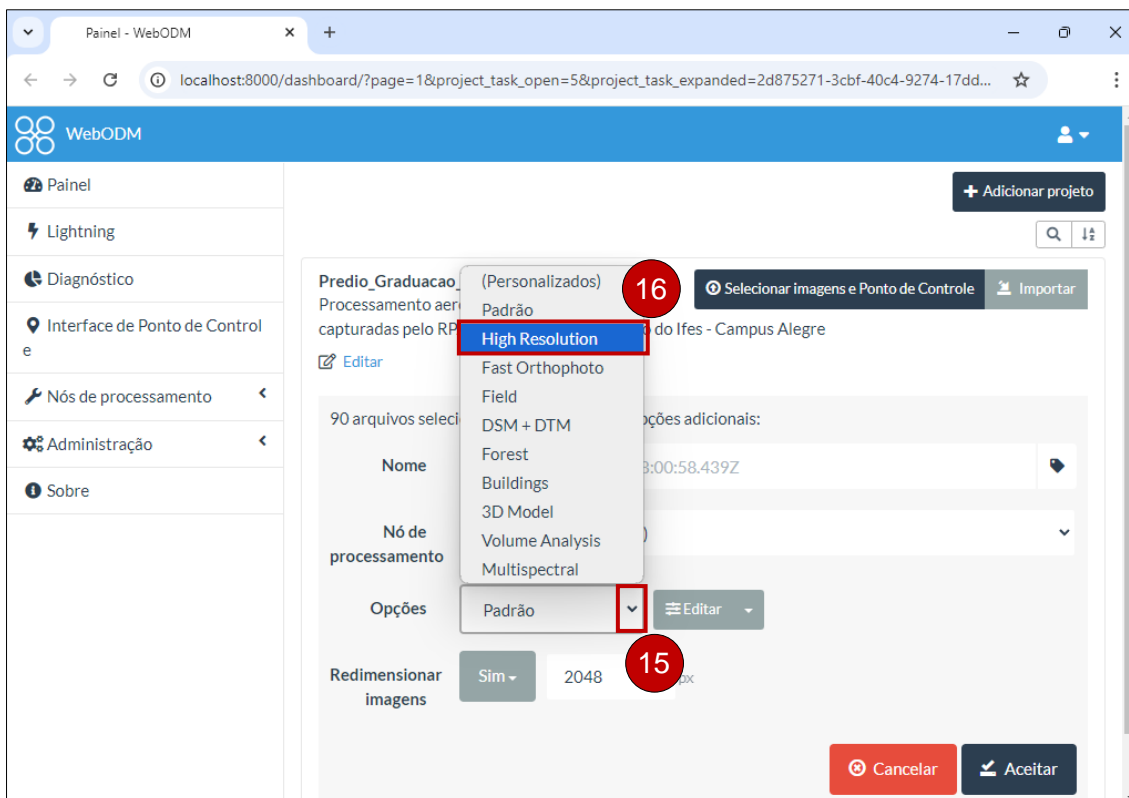 Painel - WebODM
localhost:8000/dashboard/?page=1&project_task_open=5&project_task_expanded=2d875271-3cbf-40c4-9274-17dd...
WebODM
Painel
Lightning
Diagnóstico
Interface de Ponto de Control
e
Nós de processamento
Administração
Sobre
Adicionar projeto
Predio_Graduacao_
Selecionar imagens e Ponto de Controle
Importar
Processamento aer
capturadas pelo RP
do Ifes - Campus Alegre
Editar
90 arquivos seleci
pções adicionais:
Nome
:00:58.439Z
Nó de
processamento
)
(Personalizados)
Padrão
High Resolution
Fast Orthophoto
Field
DSM + DTM
Forest
Buildings
3D Model
Volume Analysis
Multispectral
16
Opções
Padrão
Editar
15
Redimensionar
imagens
Sim
2048
px
Cancelar
Aceitar